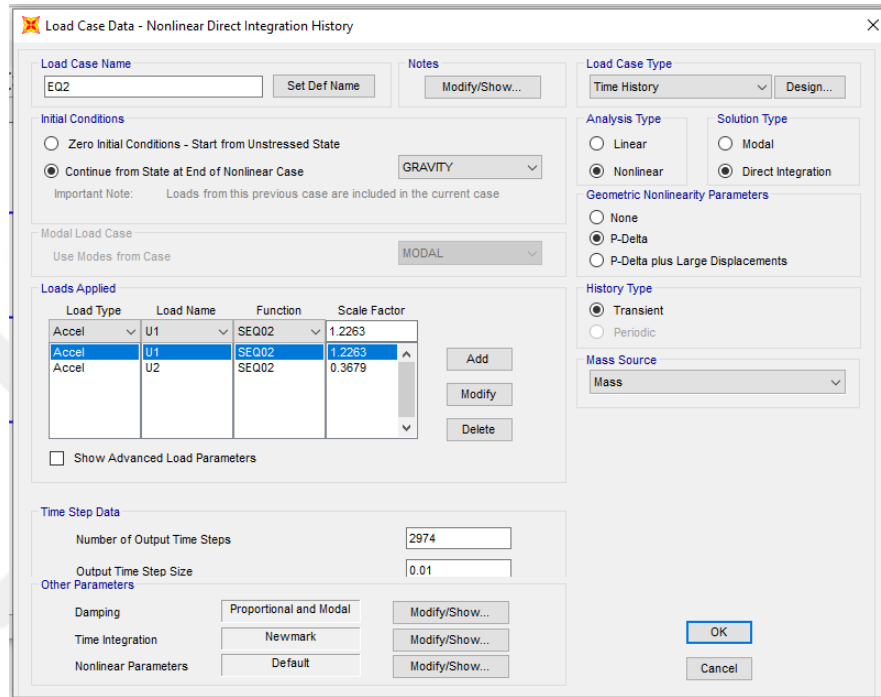 Load Case Data - Nonlinear Direct Integration History
Load Case Name
EQ2
Set Def Name
Notes
Modify/Show...
Load Case Type
Time History
Design...
Initial Conditions
Zero Initial Conditions - Start from Unstressed State
Continue from State at End of Nonlinear Case
GRAVITY
Important Note: Loads from this previous case are included in the current case
Analysis Type
Linear
Nonlinear
Solution Type
Modal
Direct Integration
Geometric Nonlinearity Parameters
None
P-Delta
P-Delta plus Large Displacements
Modal Load Case
Use Modes from Case
MODAL
Loads Applied
Load Type Load Name Function Scale Factor
Accel U1 SEQ02 1.2263
Accel U1 SEQ02 1.2263
Accel U2 SEQ02 0.3679
Add
Modify
Delete
Show Advanced Load Parameters
History Type
Transient
Periodic
Mass Source
Mass
Time Step Data
Number of Output Time Steps 2974
Output Time Step Size 0.01
Other Parameters
Damping Proportional and Modal Modify/Show...
Time Integration Newmark Modify/Show...
Nonlinear Parameters Default Modify/Show...
OK
Cancel